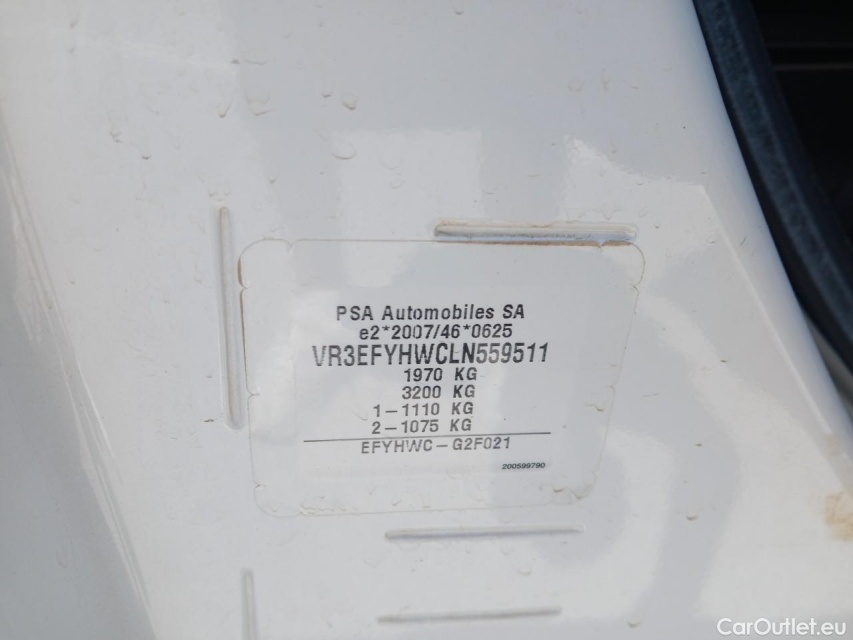 PSA Automobiles SA
e2*2007/46*0625
VR3EFYHWCLN559511
1970 KG
3200 KG
1-1110 KG
2-1075 KG
EFYHWC-G2F021
200599790
CarOutlet.eu